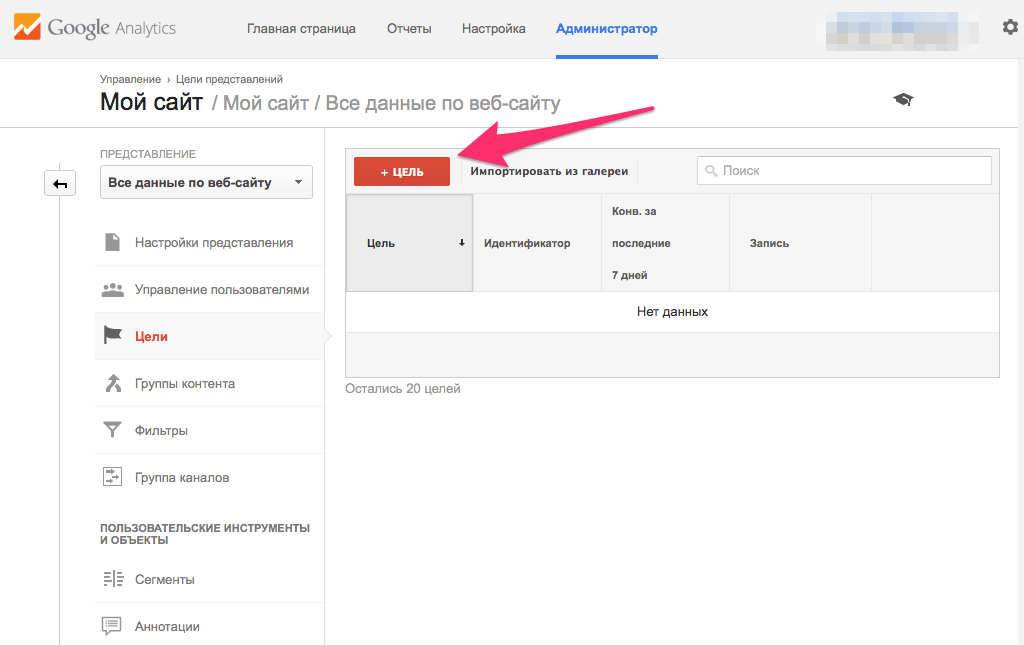 Google Analytics
Главная страница
Отчеты
Настройка
Администратор
Управление › Цели представлений
Мой сайт / Мой сайт / Все данные по веб-сайту
ПРЕДСТАВЛЕНИЕ
Все данные по веб-сайту
Настройки представления
Управление пользователями
Цели
Группы контента
Фильтры
Группа каналов
ПОЛЬЗОВАТЕЛЬСКИЕ ИНСТРУМЕНТЫ
И ОБЪЕКТЫ
Сегменты
Аннотации
+ ЦЕЛЬ
Импортировать из галереи
Поиск
Цель
Идентификатор
Конв. за
последние
7 дней
Запись
Нет данных
Остались 20 целей